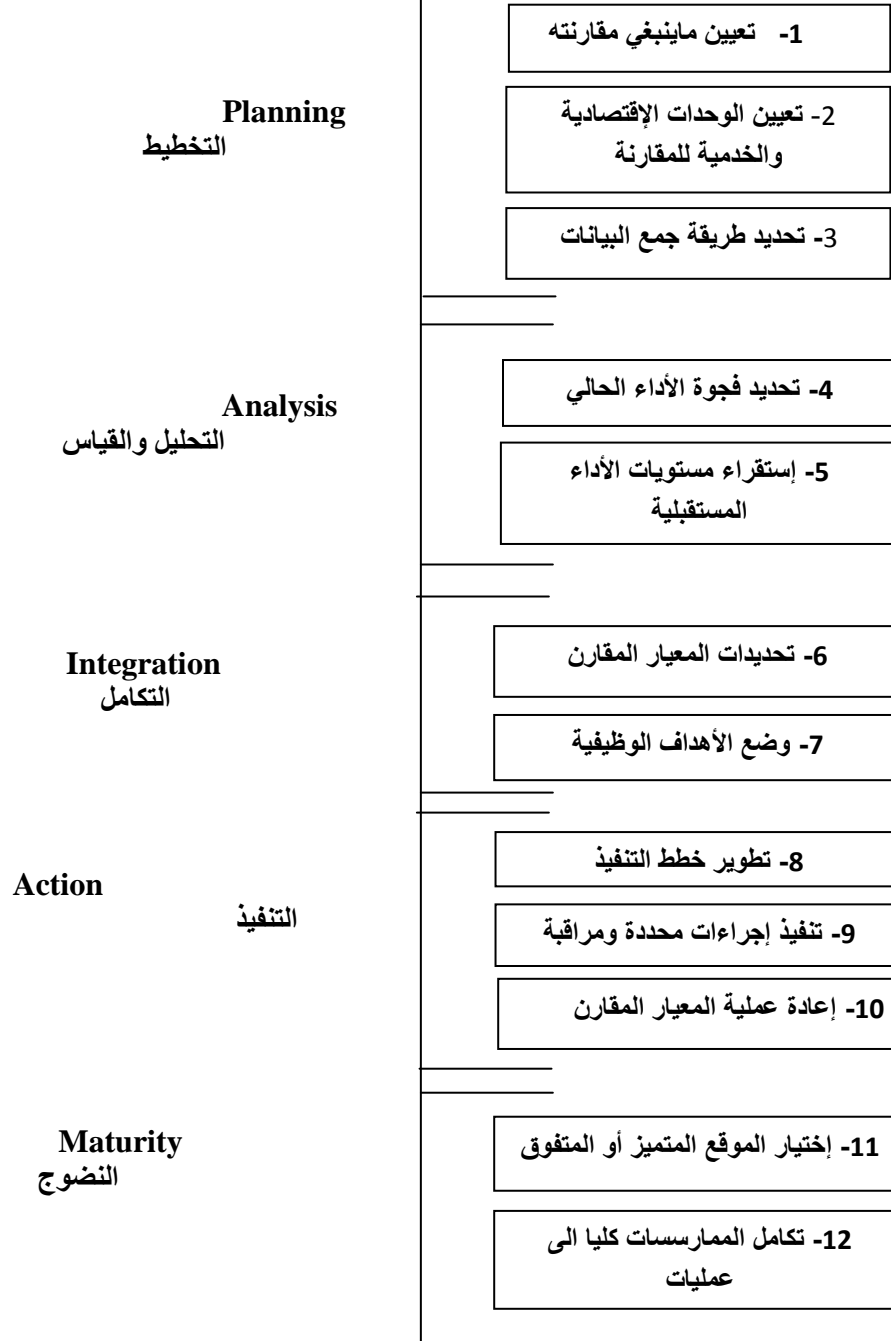 1- تعيين ماينبغي مقارنته
Planning
التخطيط
2- تعيين الوحدات الإقتصادية
والخدمية للمقارنة
3- تحديد طريقة جمع البيانات
Analysis
التحليل والقياس
4- تحديد فجوة الأداء الحالي
5- إستقراء مستويات الأداء
المستقبلية
Integration
التكامل
6- تحديدات المعيار المقارن
7- وضع الأهداف الوظيفية
Action
التنفيذ
8- تطوير خطط التنفيذ
9- تنفيذ إجراءات محددة ومراقبة
10- إعادة عملية المعيار المقارن
Maturity
النضوج
11- إختيار الموقع المتميز أو المتفوق
12- تكامل الممارسسات كليا الى
عمليات